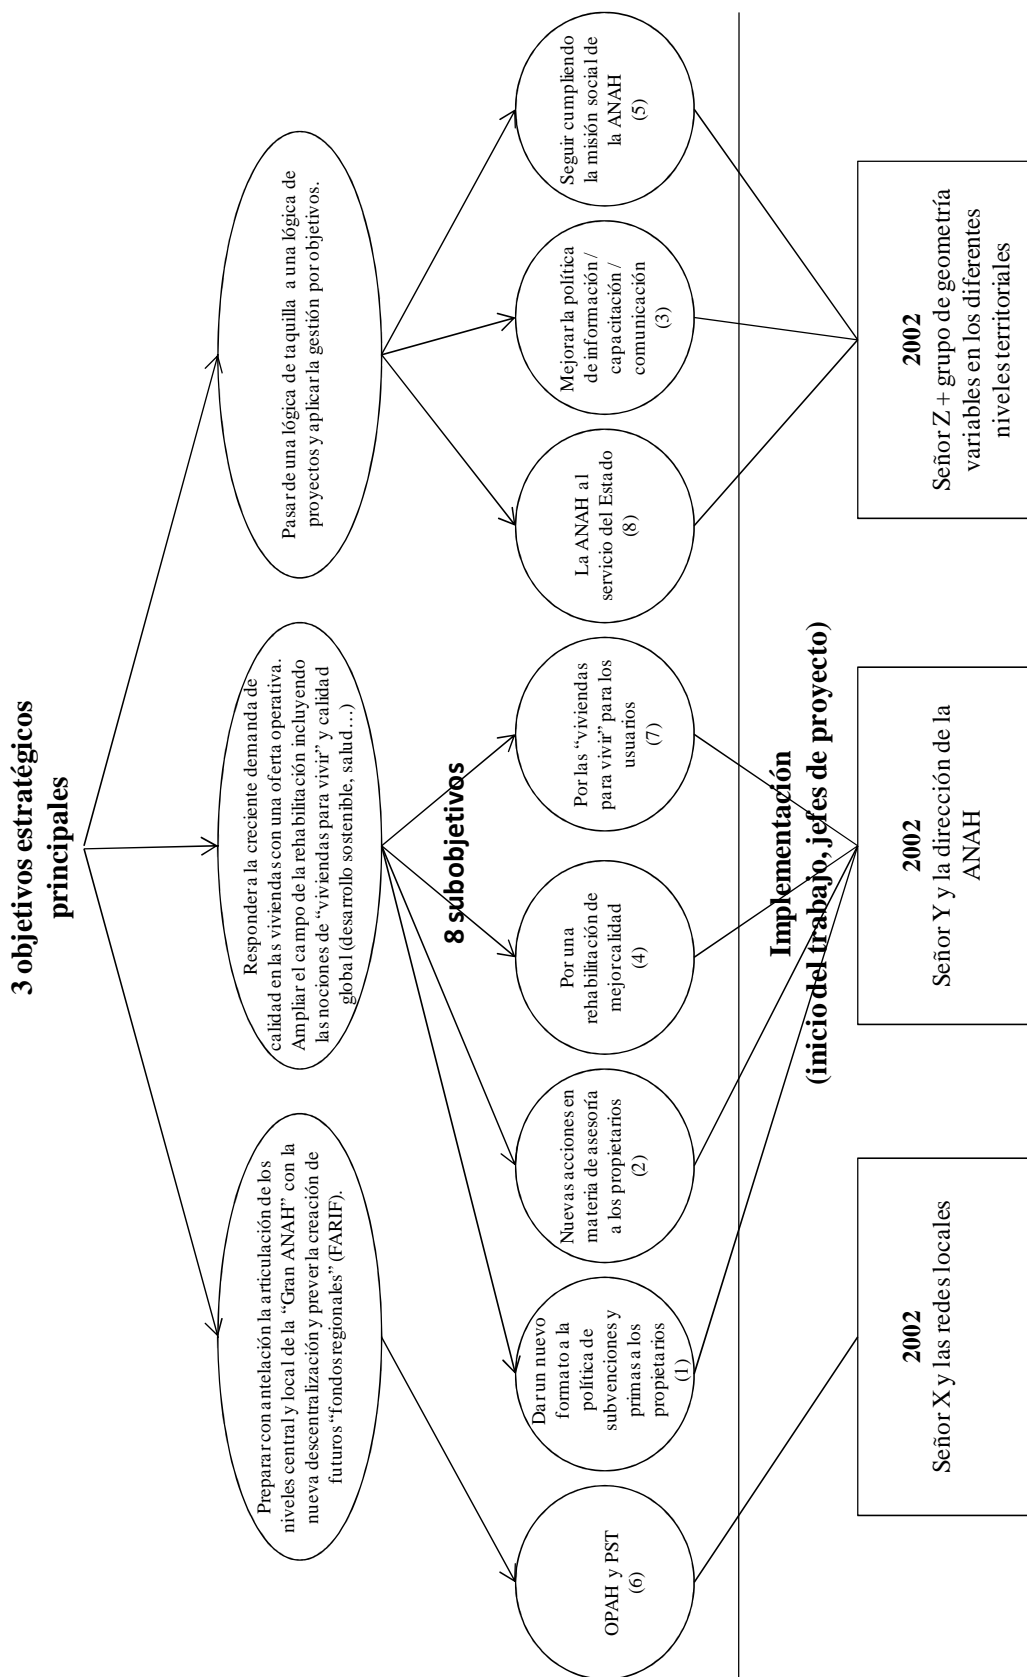 3 objetivos estratégicos
principales
Preparar con antelación la articulación de los
niveles central y local de la “Gran ANAH” con la
nueva descentralización y prever la creación de
futuros “fondos regionales” (FARIF).
Responder a la creciente demanda de
calidad en las viviendas con una oferta operativa.
Ampliar el campo de la rehabilitación incluyendo
las nociones de “viviendas para vivir” y calidad
global (desarrollo sostenible, salud…)
Pasar de una lógica de taquilla a una lógica de
proyectos y aplicar la gestión por objetivos.
8 subobjetivos
OPAH y PST
(6)
Dar un nuevo
formato a la
política de
subvenciones y
primas a los
propietarios
(1)
Nuevas acciones en
materia de asesoría
a los propietarios
(2)
Por una
rehabilitación de
mejor calidad
(4)
Por las “viviendas
para vivir” para los
usuarios
(7)
La ANAH al
servicio del Estado
(8)
Mejorar la política
de información /
capacitación /
comunicación
(3)
Seguir cumpliendo
la misión social de
la ANAH
(5)
Implementación
(inicio del trabajo, jefes de proyecto)
2002
Señor X y las redes locales
2002
Señor Y y la dirección de la
ANAH
2002
Señor Z + grupo de geometría
variables en los diferentes
niveles territoriales